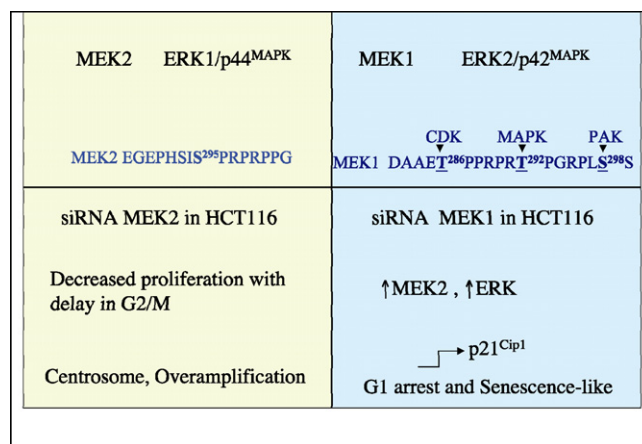 MEK2 ERK1/p44MAPK
MEK2 EGEPHSIS295PRPRPPG
MEK1 ERK2/p42MAPK
CDK MAPK PAK
MEK1 DAAET286PPRPRT292PGRPLS298S
siRNA MEK2 in HCT116
Decreased proliferation with
delay in G2/M
Centrosome, Overamplification
siRNA MEK1 in HCT116
↑MEK2 , ↑ERK
p21Cip1
G1 arrest and Senescence-like